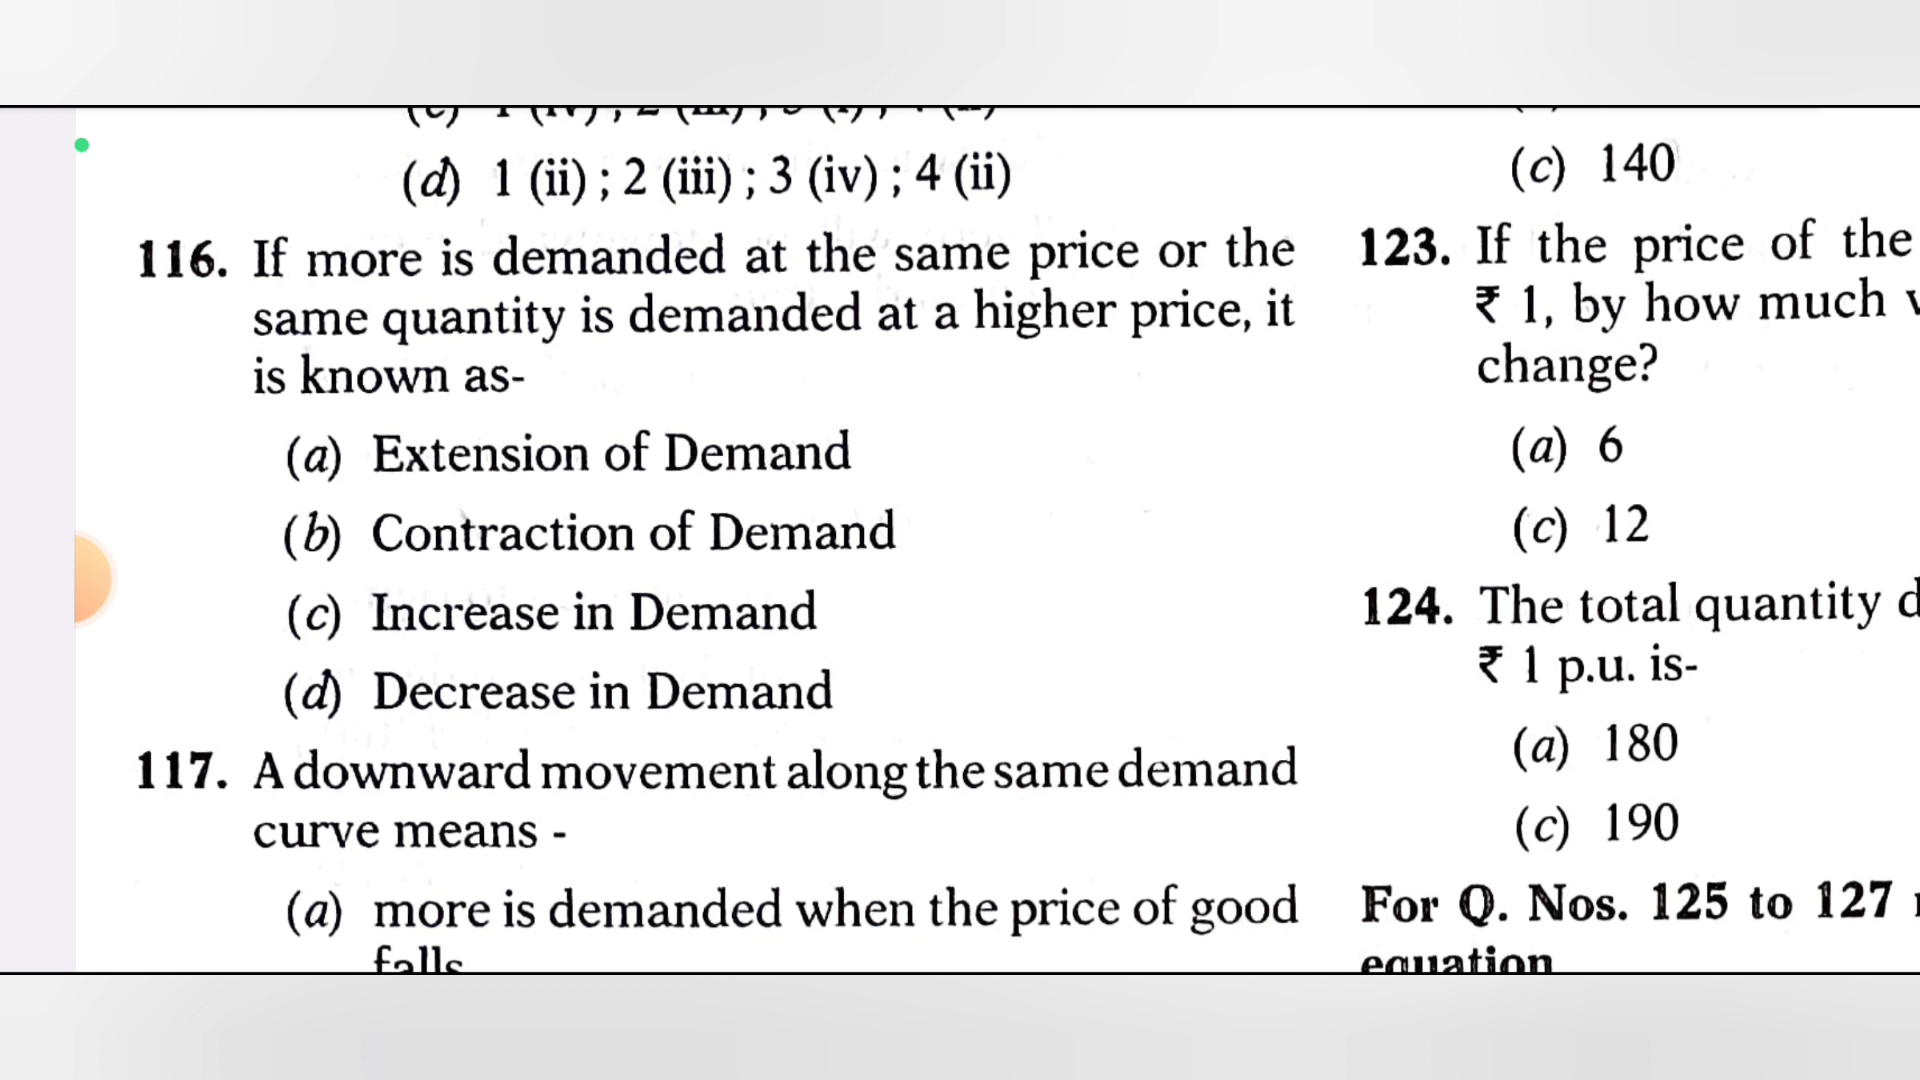 (d) 1 (ii) ; 2 (iii) ; 3 (iv) ; 4 (ii)
116. If more is demanded at the same price or the
same quantity is demanded at a higher price, it
is known as-
(a) Extension of Demand
(b) Contraction of Demand
(c) Increase in Demand
(d) Decrease in Demand
117. A downward movement along the same demand
curve means -
(a) more is demanded when the price of good
falls
(c) 140
123. If the price of the
₹ 1, by how much
change?
(a) 6
(c) 12
124. The total quantity
₹ 1 p.u. is-
(a) 180
(c) 190
For Q. Nos. 125 to 127
equation